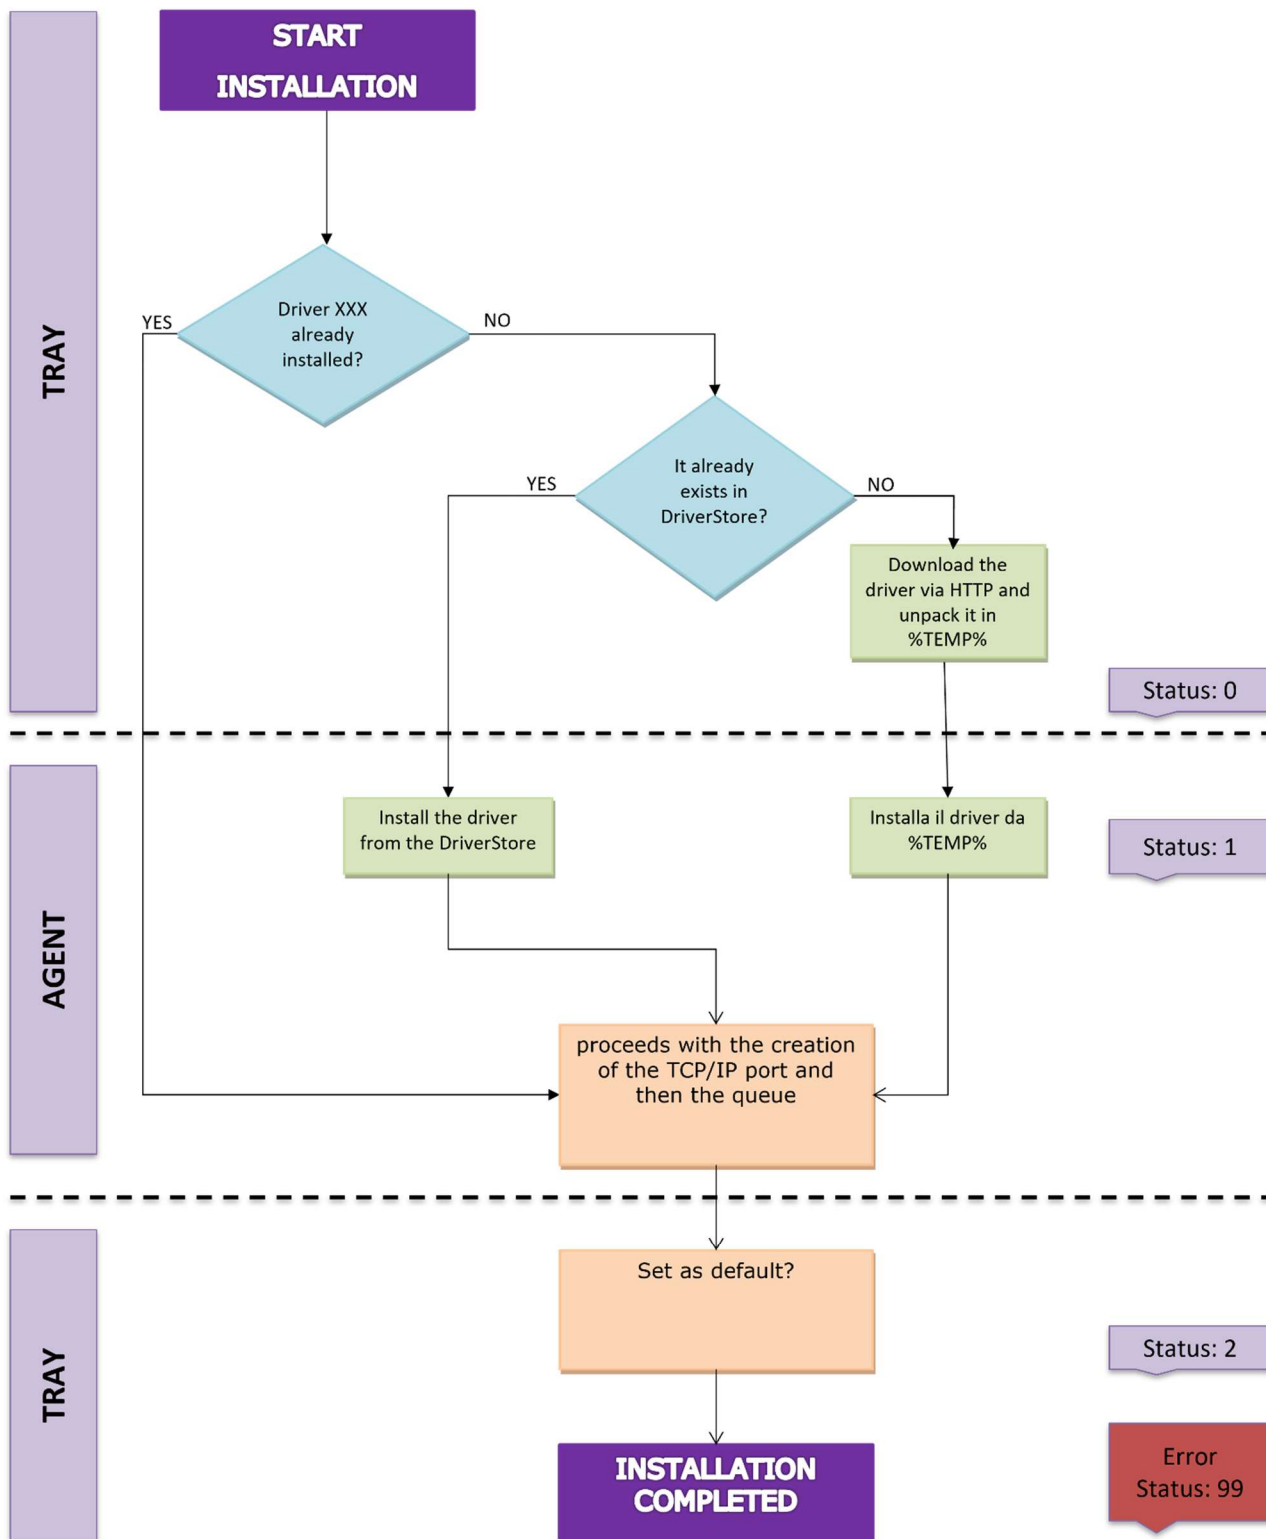 START
INSTALLATION
TRAY
Driver XXX
already
installed?
YES
NO
It already
exists in
DriverStore?
YES
NO
Download the
driver via HTTP and
unpack it in
%TEMP%
Status: 0
AGENT
Install the driver
from the DriverStore
Installa il driver da
%TEMP%
Status: 1
proceeds with the creation
of the TCP/IP port and
then the queue
TRAY
Set as default?
Status: 2
INSTALLATION
COMPLETED
Error
Status: 99